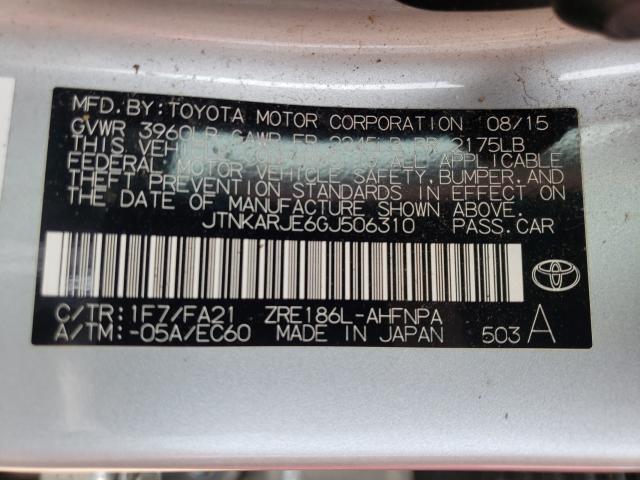 MFD. BY: TOYOTA MOTOR CORPORATION 08/15
GVWR 3960LB GAWR FR 2175LB
THIS VEHICLE ALL APPLICABLE
FEDERAL MOTOR VEHICLE SAFETY, BUMPER, AND
THEFT PREVENTION STANDARDS IN EFFECT ON
THE DATE OF MANUFACTURE SHOWN ABOVE.
JTNKARJE6GJ506310 PASS. CAR
C/TR: 1F7/FA21 ZRE186L-AHFNPA
A/TM: -05A/EC60 MADE IN JAPAN 503 A